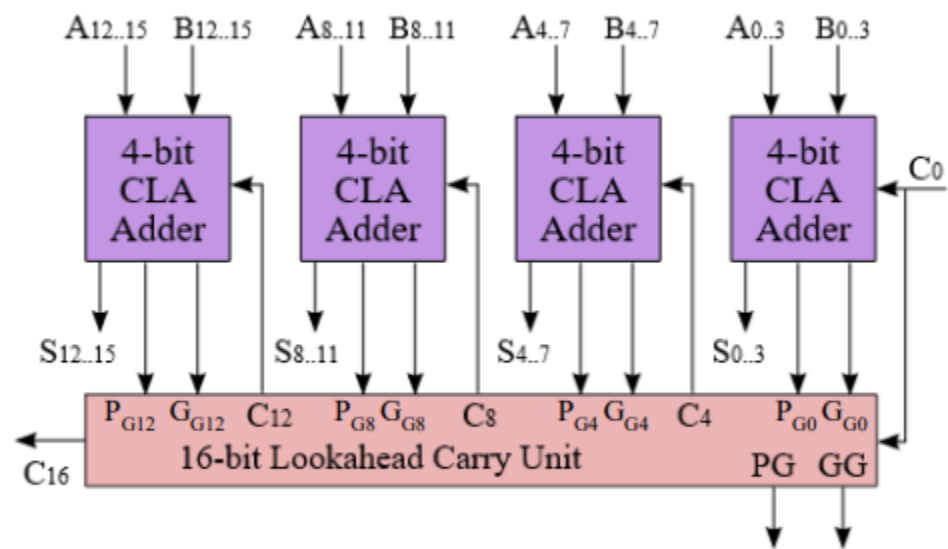 A12..15 B12..15 A8..11 B8..11 A4..7 B4..7 A0..3 B0..3
4-bit CLA Adder
4-bit CLA Adder
4-bit CLA Adder
4-bit CLA Adder
C0
S12..15 S8..11 S4..7 S0..3
PG12 GG12 C12 PG8 GG8 C8 PG4 GG4 C4 PG0 GG0
16-bit Lookahead Carry Unit
PG GG
C16